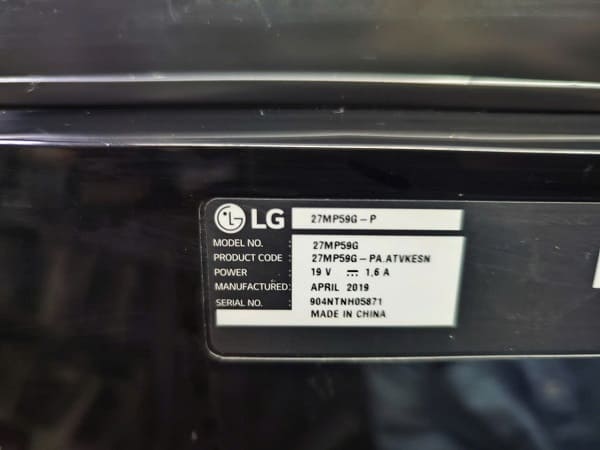 LG 27MP59G-P
MODEL NO. : 27MP59G
PRODUCT CODE : 27MP59G-PA.ATVKESN
POWER : 19 V ⎓ 1,6 A
MANUFACTURED: APRIL 2019
SERIAL NO. : 904NTNH05871
MADE IN CHINA